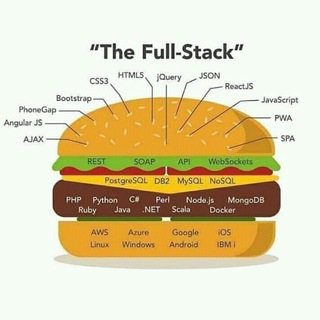 "The Full-Stack"
HTML5
jQuery
JSON
CSS3
ReactJS
Bootstrap
JavaScript
PhoneGap
PWA
Angular JS
SPA
AJAX
REST SOAP API WebSockets
PostgreSQL DB2 MySQL NoSQL
PHP Python C# Perl Node.js MongoDB
Ruby Java .NET Scala Docker
AWS Azure Google iOS
Linux Windows Android IBM i